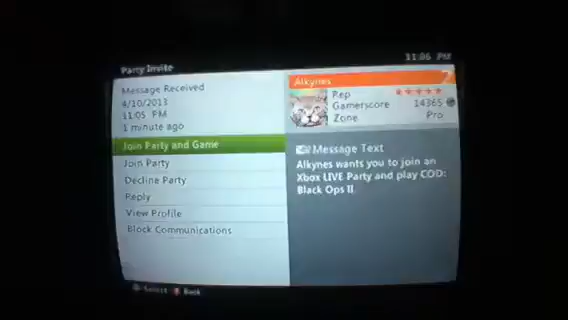 Party Invite
11:06 PM
Message Received
4/10/2013
11:05 PM
1 minute ago
Join Party and Game
Join Party
Decline Party
Reply
View Profile
Block Communications
Alkynes
Rep
Gamerscore 14365
Zone Pro
Message Text
Alkynes wants you to join an
Xbox LIVE Party and play COD:
Black Ops II.
Select Back